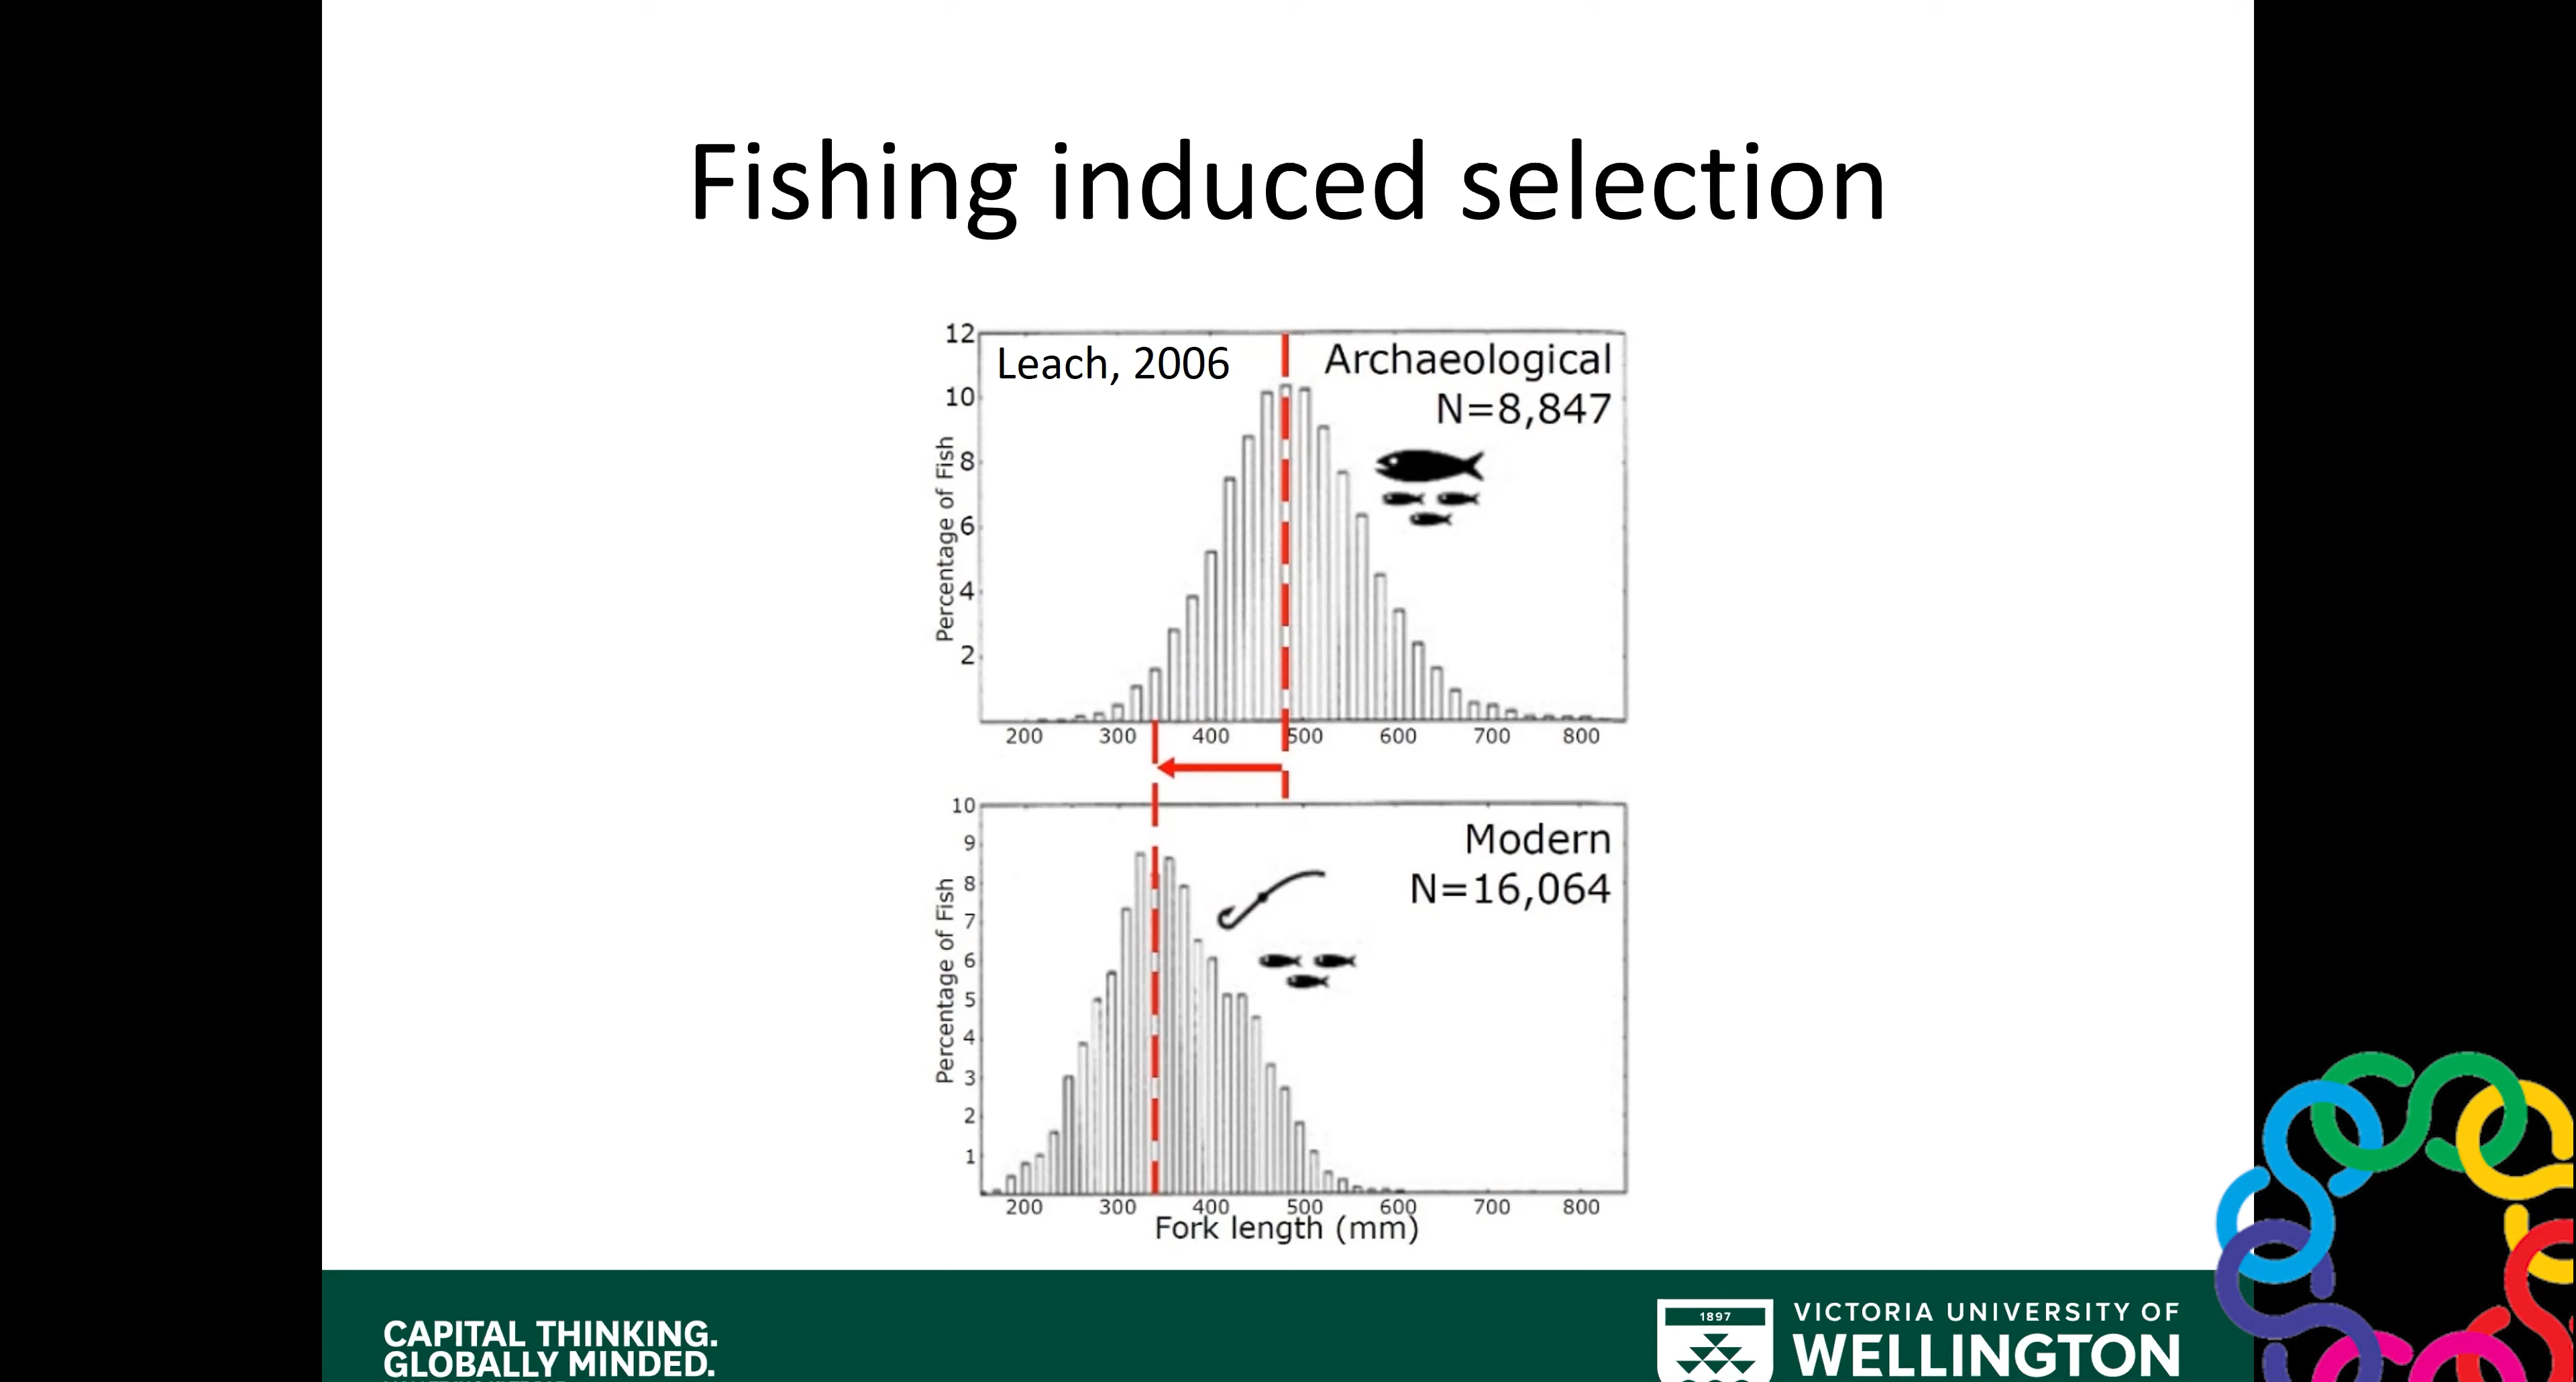 Fishing induced selection
Leach, 2006
Archaeological
N=8,847
Percentage of Fish
12
10
8
6
4
2
200 300 400 500 600 700 800
Modern
N=16,064
Percentage of Fish
10
9
8
7
6
5
4
3
2
1
200 300 400 500 600 700 800
Fork length (mm)
CAPITAL THINKING.
GLOBALLY MINDED.
1897
VICTORIA UNIVERSITY OF
WELLINGTON